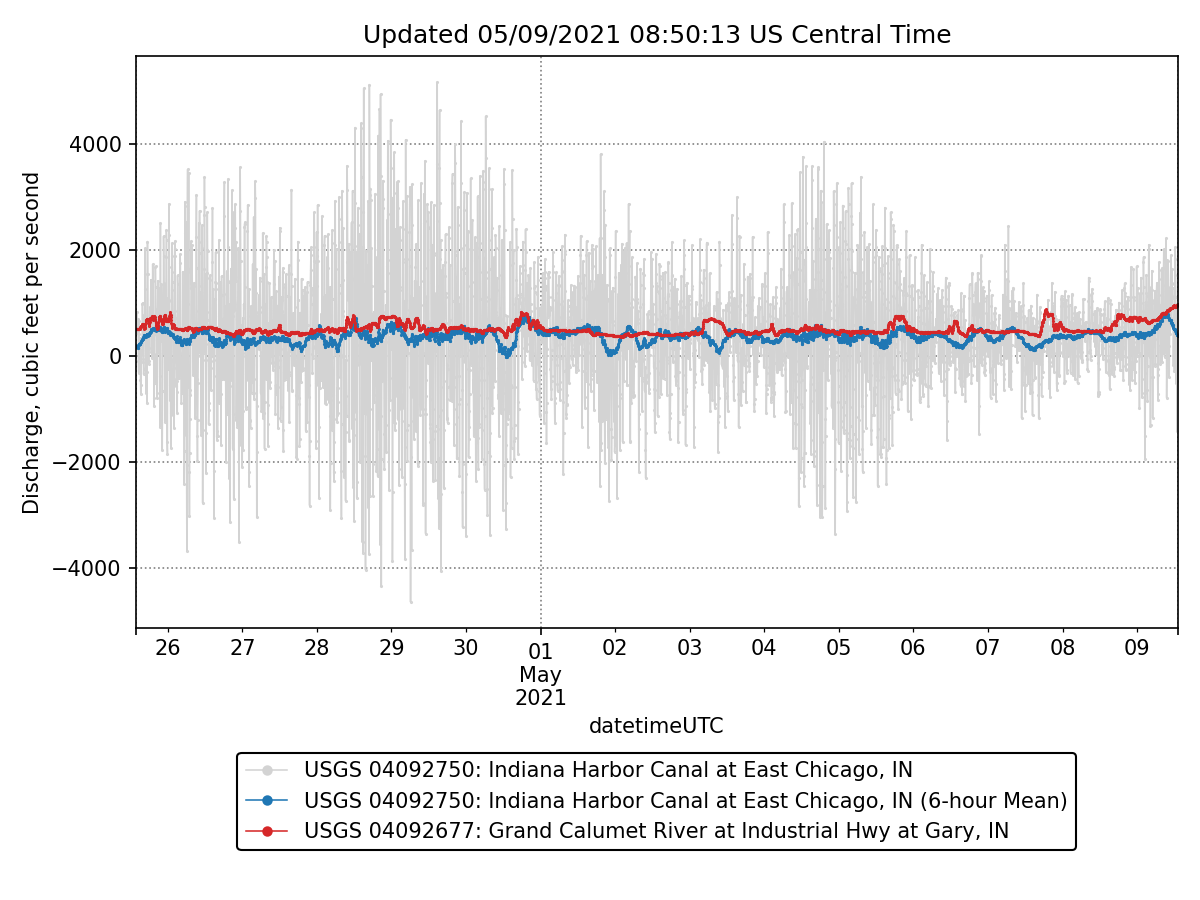 Updated 05/09/2021 08:50:13 US Central Time
Discharge, cubic feet per second
4000
2000
0
−2000
−4000
26 27 28 29 30 01 02 03 04 05 06 07 08 09
May
2021
datetimeUTC
USGS 04092750: Indiana Harbor Canal at East Chicago, IN
USGS 04092750: Indiana Harbor Canal at East Chicago, IN (6-hour Mean)
USGS 04092677: Grand Calumet River at Industrial Hwy at Gary, IN